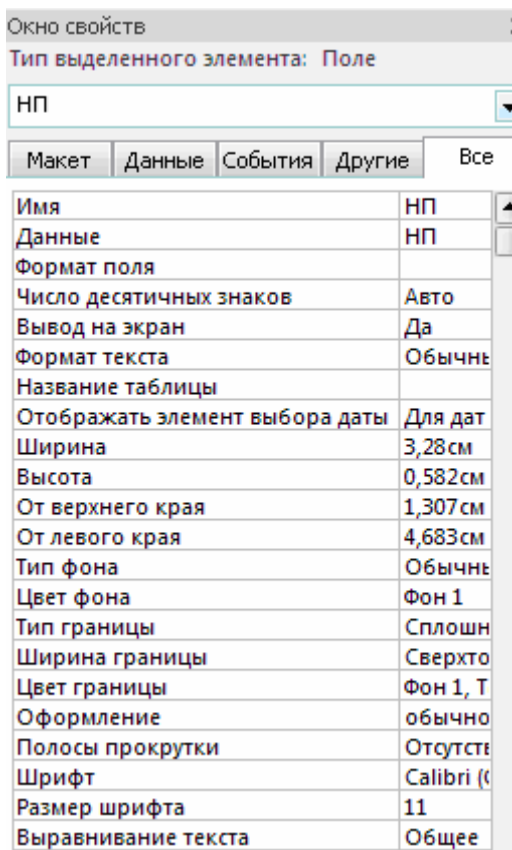 Окно свойств
Тип выделенного элемента: Поле
НП
Макет Данные События Другие Все
Имя НП
Данные НП
Формат поля
Число десятичных знаков Авто
Вывод на экран Да
Формат текста Обычнь
Название таблицы
Отображать элемент выбора даты Для дат
Ширина 3,28см
Высота 0,582см
От верхнего края 1,307см
От левого края 4,683см
Тип фона Обычнь
Цвет фона Фон 1
Тип границы Сплошн
Ширина границы Сверхто
Цвет границы Фон 1, Т
Оформление обычно
Полосы прокрутки Отсутств
Шрифт Calibri (
Размер шрифта 11
Выравнивание текста Общее